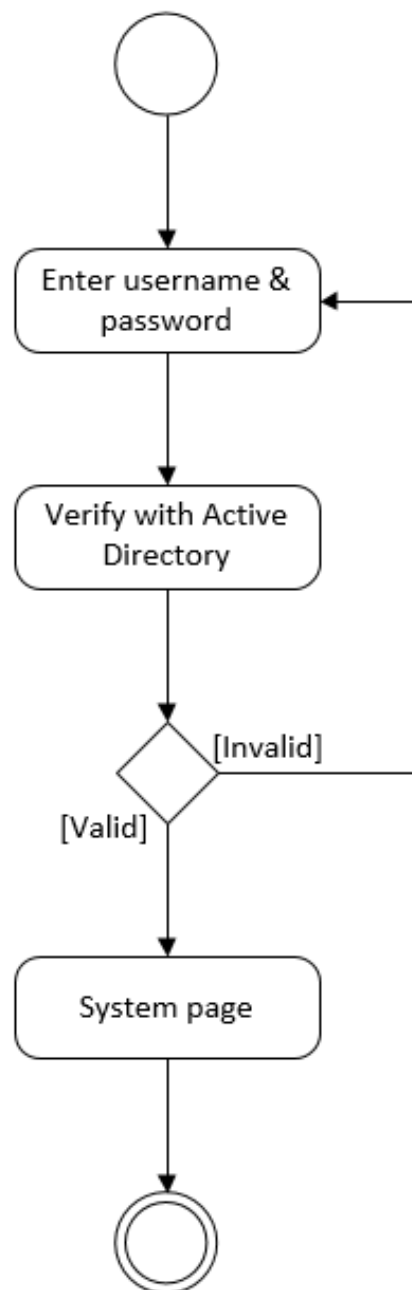 Enter username &
password
Verify with Active
Directory
[Invalid]
[Valid]
System page